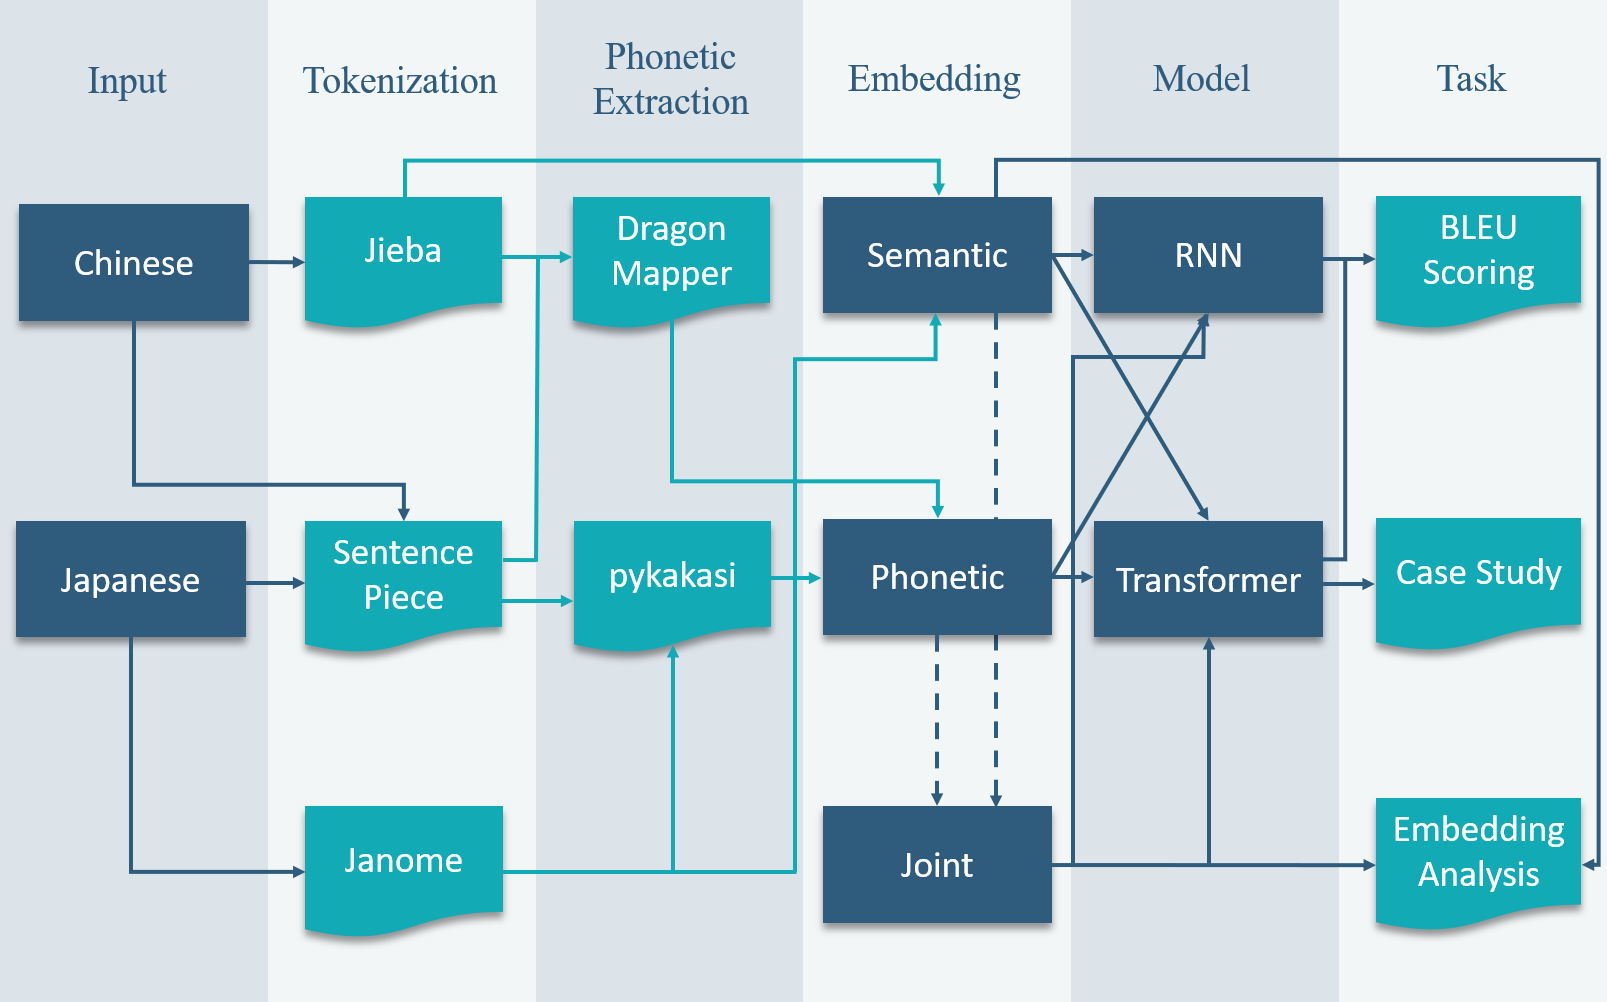 Input
Tokenization
Phonetic
Extraction
Embedding
Model
Task
Chinese
Jieba
Dragon
Mapper
Semantic
RNN
BLEU
Scoring
Japanese
Sentence
Piece
pykakasi
Phonetic
Transformer
Case Study
Janome
Joint
Embedding
Analysis